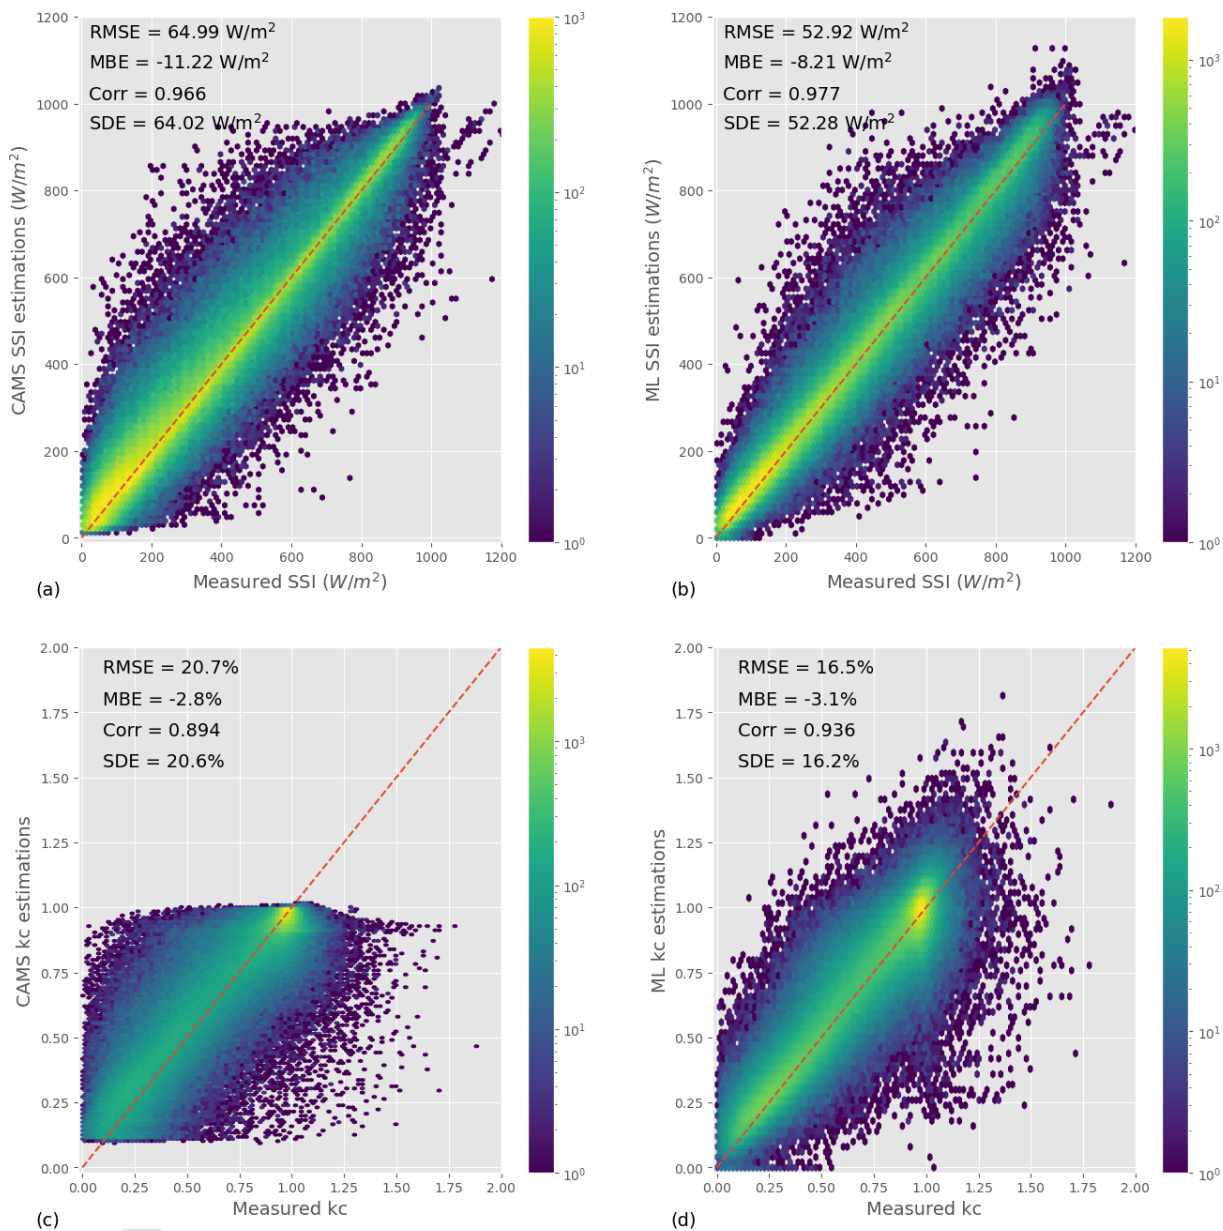 1200
1000
800
600
400
200
0
0
200
400
600
800
1000
1200
CAMS SSI estimations (W/m²)
Measured SSI (W/m²)
RMSE = 64.99 W/m²
MBE = -11.22 W/m²
Corr = 0.966
SDE = 64.02 W/m²
10³
10²
10¹
10⁰
(a)
1200
1000
800
600
400
200
0
0
200
400
600
800
1000
1200
ML SSI estimations (W/m²)
Measured SSI (W/m²)
RMSE = 52.92 W/m²
MBE = -8.21 W/m²
Corr = 0.977
SDE = 52.28 W/m²
10³
10²
10¹
10⁰
(b)
2.00
1.75
1.50
1.25
1.00
0.75
0.50
0.25
0.00
0.00
0.25
0.50
0.75
1.00
1.25
1.50
1.75
2.00
CAMS kc estimations
Measured kc
RMSE = 20.7%
MBE = -2.8%
Corr = 0.894
SDE = 20.6%
10³
10²
10¹
10⁰
(c)
2.00
1.75
1.50
1.25
1.00
0.75
0.50
0.25
0.00
0.00
0.25
0.50
0.75
1.00
1.25
1.50
1.75
2.00
ML kc estimations
Measured kc
RMSE = 16.5%
MBE = -3.1%
Corr = 0.936
SDE = 16.2%
10³
10²
10¹
10⁰
(d)